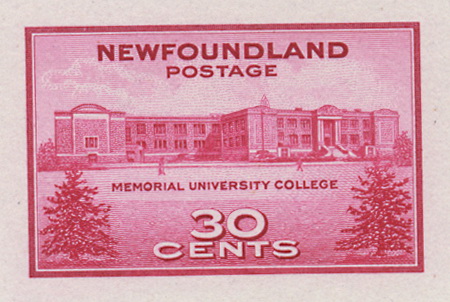 NEWFOUNDLAND
POSTAGE
MEMORIAL UNIVERSITY COLLEGE
30
CENTS